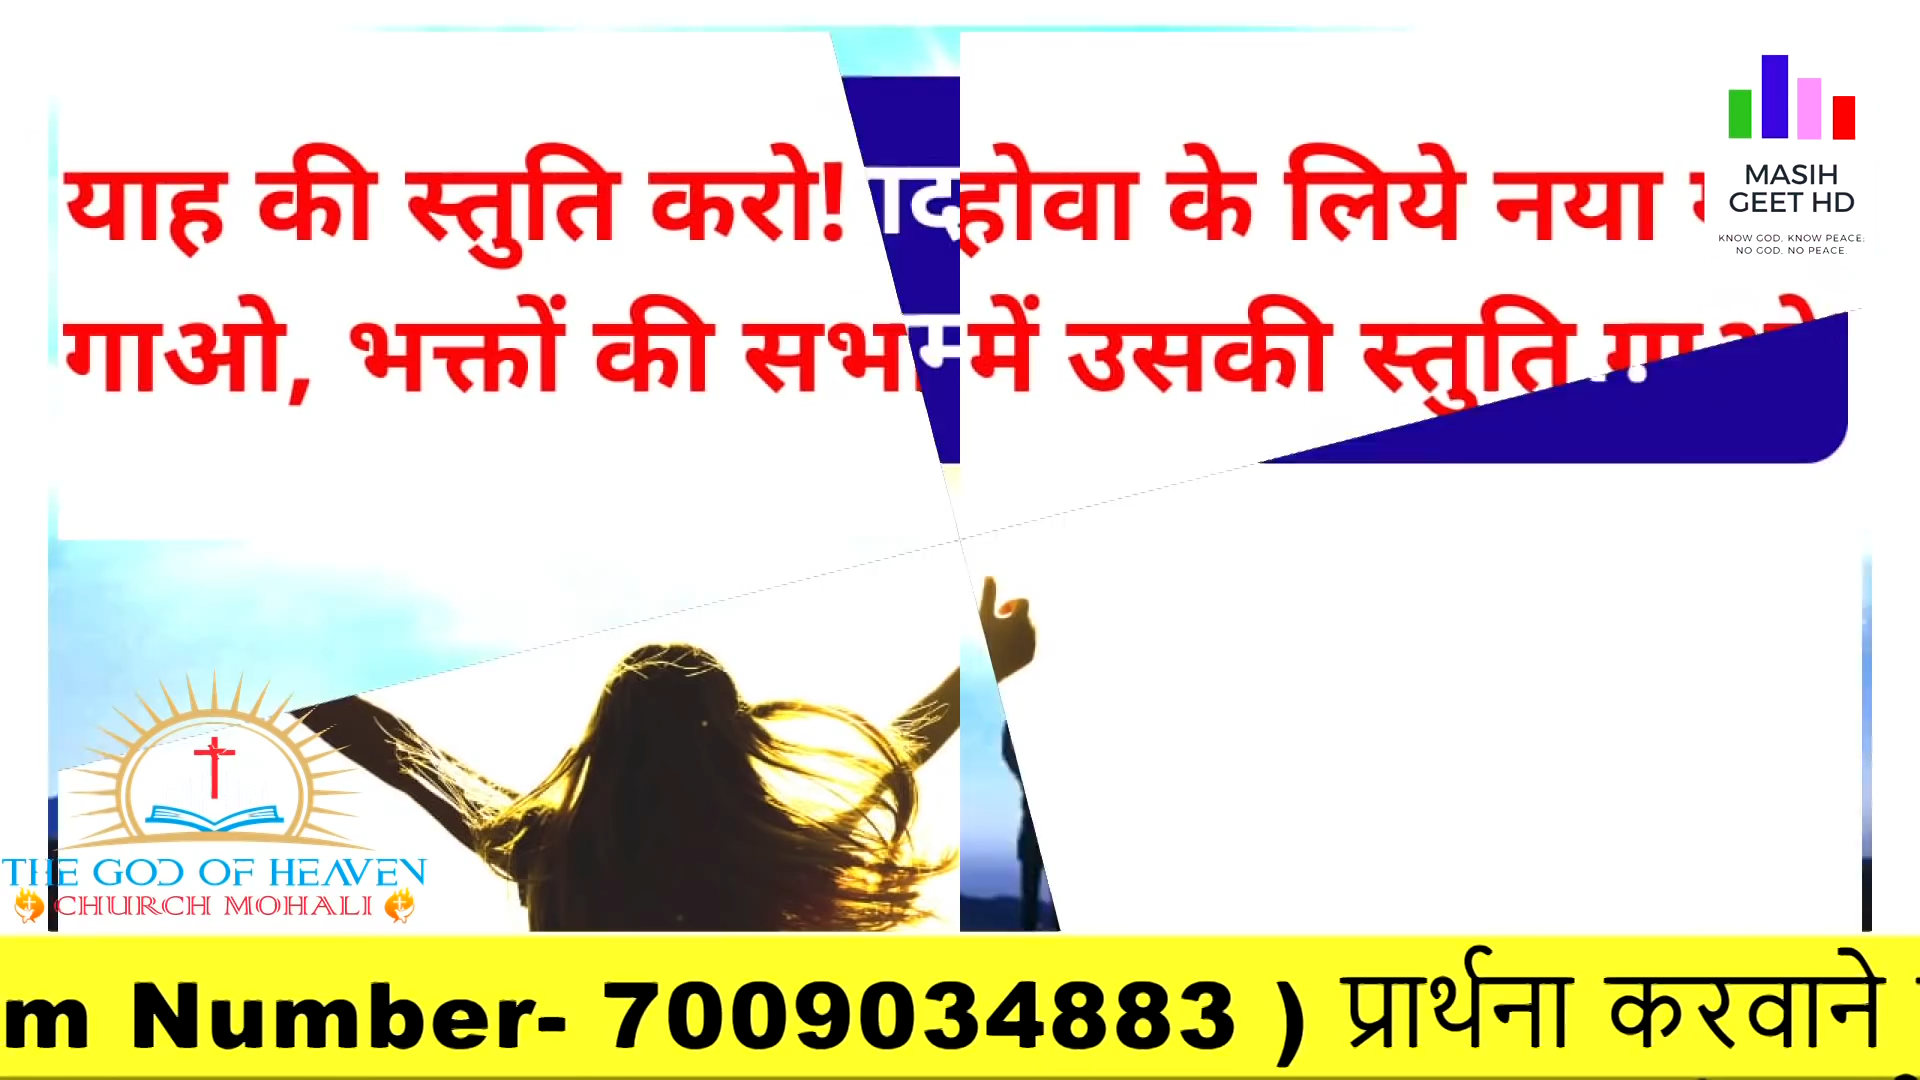 याह की स्तुति करो! होवा के लिये नया
गाओ, भक्तों की सभा में उसकी स्तुति गाओ
MASIH
GEET HD
KNOW GOD. KNOW PEACE;
NO GOD. NO PEACE.
THE GOD OF HEAVEN
CHURCH MOHALI
m Number- 7009034883 ) प्रार्थना करवाने